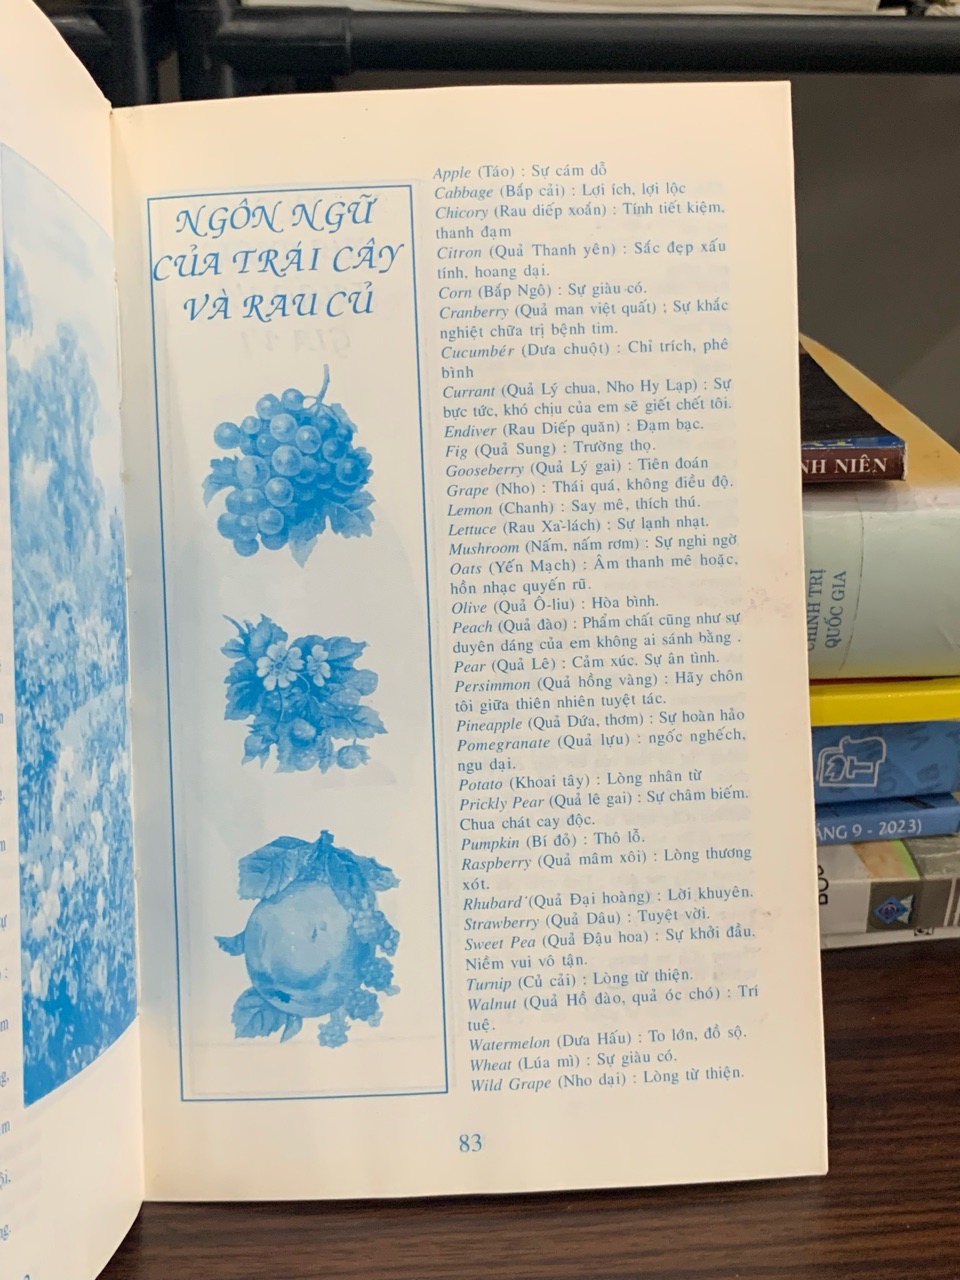 NGÔN NGỮ
CỦA TRÁI CÂY
VÀ RAU CỦ
Apple (Táo) : Sự cám dỗ
Cabbage (Bắp cải) : Lợi ích, lợi lộc
Chicory (Rau diếp xoắn) : Tính tiết kiệm,
thanh đạm
Citron (Quả Thanh yên) : Sắc đẹp xấu
tính, hoang dại.
Corn (Bắp Ngô) : Sự giàu có.
Cranberry (Quả man việt quất) : Sự khắc
nghiệt chữa trị bệnh tim.
Cucumbér (Dưa chuột) : Chỉ trích, phê
bình
Currant (Quả Lý chua, Nho Hy Lạp) : Sự
bực tức, khó chịu của em sẽ giết chết tôi.
Endiver (Rau Diếp quăn) : Đạm bạc.
Fig (Quả Sung) : Trường thọ.
Gooseberry (Quả Lý gai) : Tiên đoán
Grape (Nho) : Thái quá, không điều độ.
Lemon (Chanh) : Say mê, thích thú.
Lettuce (Rau Xà-lách) : Sự lạnh nhạt.
Mushroom (Nấm, nấm rơm) : Sự nghi ngờ
Oats (Yến Mạch) : Âm thanh mê hoặc,
hồn nhạc quyến rũ.
Olive (Quả Ô-liu) : Hòa bình.
Peach (Quả đào) : Phẩm chất cũng như sự
duyên dáng của em không ai sánh bằng .
Pear (Quả Lê) : Cảm xúc. Sự ân tình.
Persimmon (Quả hồng vàng) : Hãy chôn
tôi giữa thiên nhiên tuyệt tác.
Pineapple (Quả Dứa, thơm) : Sự hoàn hảo
Pomegranate (Quả lựu) : ngốc nghếch,
ngu dại.
Potato (Khoai tây) : Lòng nhân từ
Prickly Pear (Quả lê gai) : Sự châm biếm.
Chua chát cay độc.
Pumpkin (Bí đỏ) : Thô lỗ.
Raspberry (Quả mâm xôi) : Lòng thương
xót.
Rhubard (Quả Đại hoàng) : Lời khuyên.
Strawberry (Quả Dâu) : Tuyệt vời.
Sweet Pea (Quả Đậu hoa) : Sự khởi đầu.
Niềm vui vô tận.
Turnip (Củ cải) : Lòng từ thiện.
Walnut (Quả Hồ đào, quả óc chó) : Trí
tuệ.
Watermelon (Dưa Hấu) : To lớn, đồ sộ.
Wheat (Lúa mì) : Sự giàu có.
Wild Grape (Nho dại) : Lòng từ thiện.
83
NH NIÊN
CHÍNH TRỊ
QUỐC GIA
ÁNG 9 - 2023)